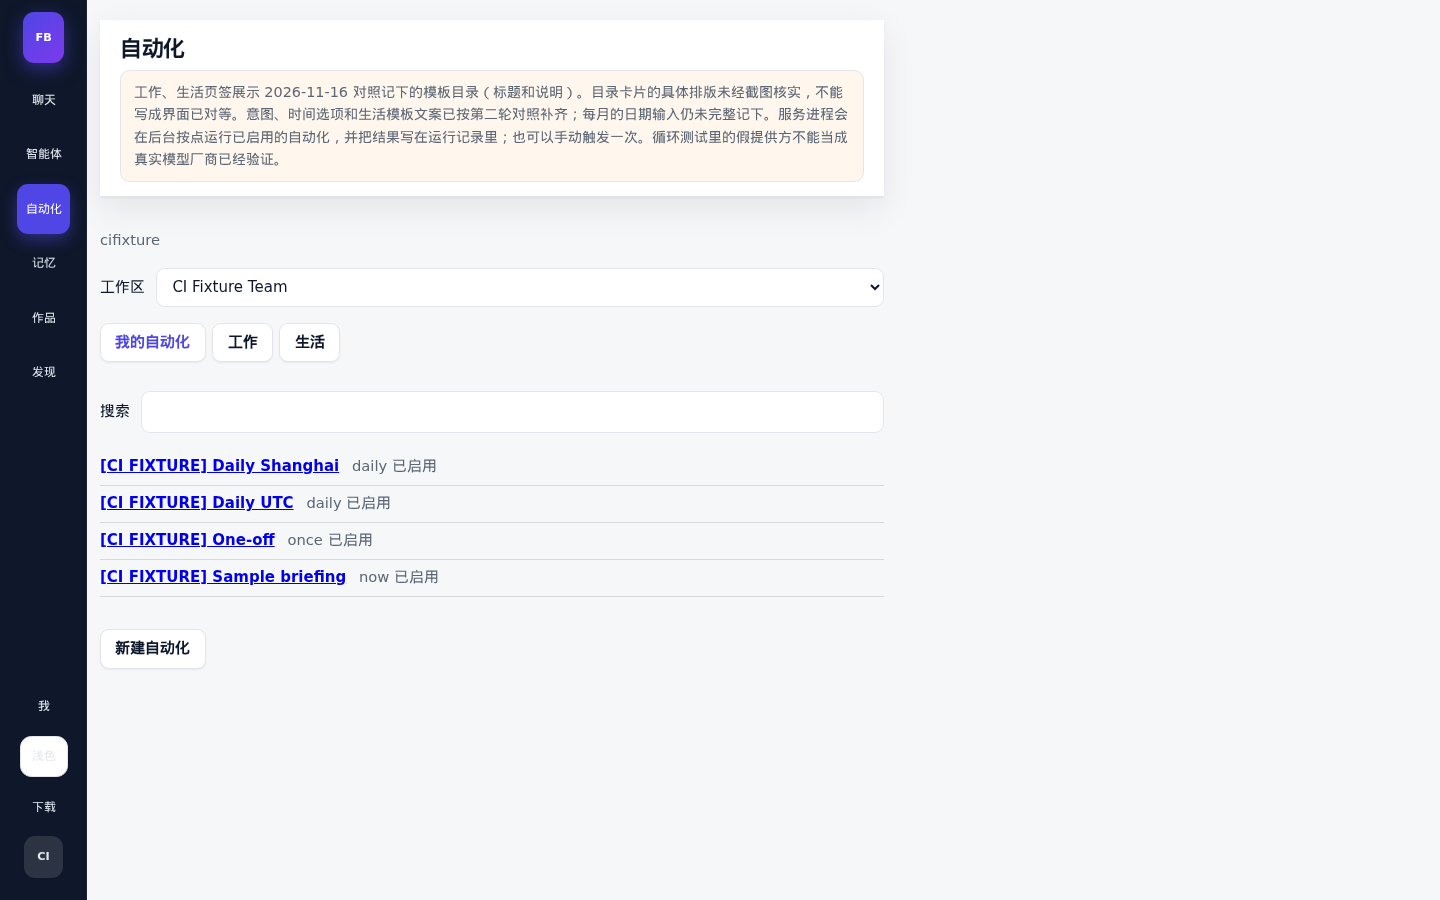 FB
聊天
智能体
自动化
记忆
作品
发现
我
浅色
下载
CI
自动化
工作、生活页签展示 2026-11-16 对照记下的模板目录（标题和说明）。目录卡片的具体排版未经截图核实，不能
写成界面已对等。意图、时间选项和生活模板文案已按第二轮对照补齐；每月的日期输入仍未完整记下。服务进程会
在后台按点运行已启用的自动化，并把结果写在运行记录里；也可以手动触发一次。循环测试里的假提供方不能当成
真实模型厂商已经验证。
cifixture
工作区 CI Fixture Team
我的自动化 工作 生活
搜索
[CI FIXTURE] Daily Shanghai daily 已启用
[CI FIXTURE] Daily UTC daily 已启用
[CI FIXTURE] One-off once 已启用
[CI FIXTURE] Sample briefing now 已启用
新建自动化